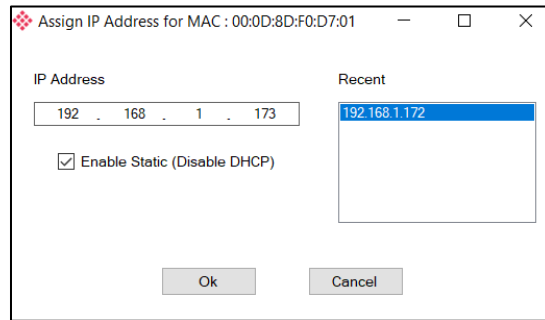 Assign IP Address for MAC : 00:0D:8D:F0:D7:01
IP Address
192 . 168 . 1 . 173
Enable Static (Disable DHCP)
Recent
192.168.1.172
Ok
Cancel